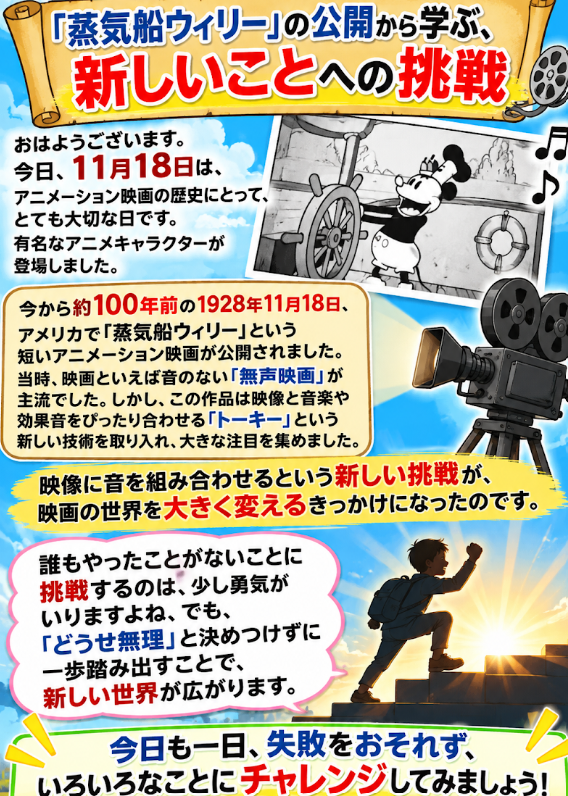 「蒸気船ウィリー」の公開から学ぶ、
新しいことへの挑戦
おはようございます。
今日、11月18日は、
アニメーション映画の歴史にとって、
とても大切な日です。
有名なアニメキャラクターが
登場しました。
今から約100年前の1928年11月18日、
アメリカで「蒸気船ウィリー」という
短いアニメーション映画が公開されました。
当時、映画といえば音のない「無声映画」が
主流でした。しかし、この作品は映像と音楽や
効果音をぴったり合わせる「トーキー」という
新しい技術を取り入れ、大きな注目を集めました。
映像に音を組み合わせるという新しい挑戦が、
映画の世界を大きく変えるきっかけになったのです。
誰もやったことがないことに
挑戦するのは、少し勇気が
いりますよね、でも、
「どうせ無理」と決めつけずに
一歩踏み出すことで、
新しい世界が広がります。
今日も一日、失敗をおそれず、
いろいろなことにチャレンジしてみましょう!